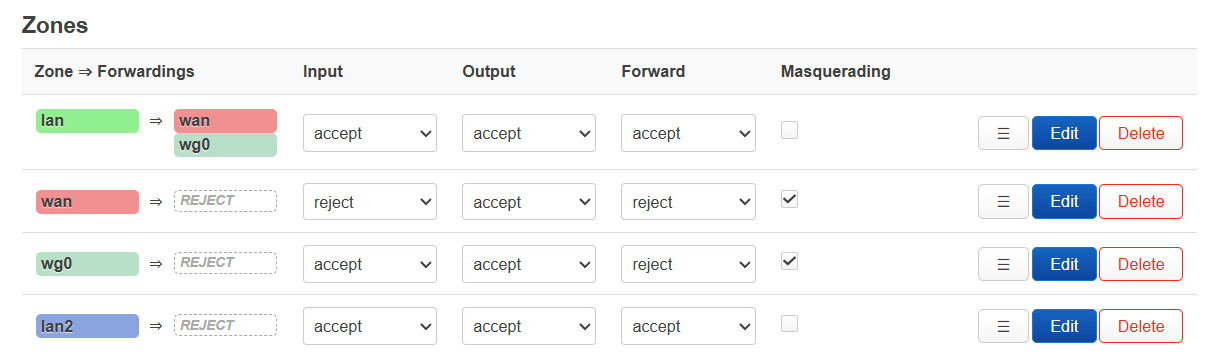 Zones
Zone ⇒ Forwardings Input Output Forward Masquerading
lan ⇒ wan
wg0
accept accept accept ☰ Edit Delete
wan ⇒ REJECT reject accept reject ☰ Edit Delete
wg0 ⇒ REJECT accept accept reject ☰ Edit Delete
lan2 ⇒ REJECT accept accept accept ☰ Edit Delete